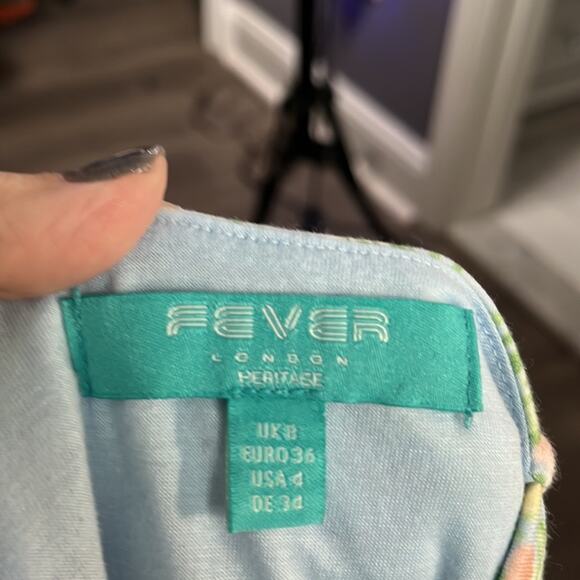 FEVER
LONDON
HERITAGE
UK 8
EURO 36
USA 4
DE 34